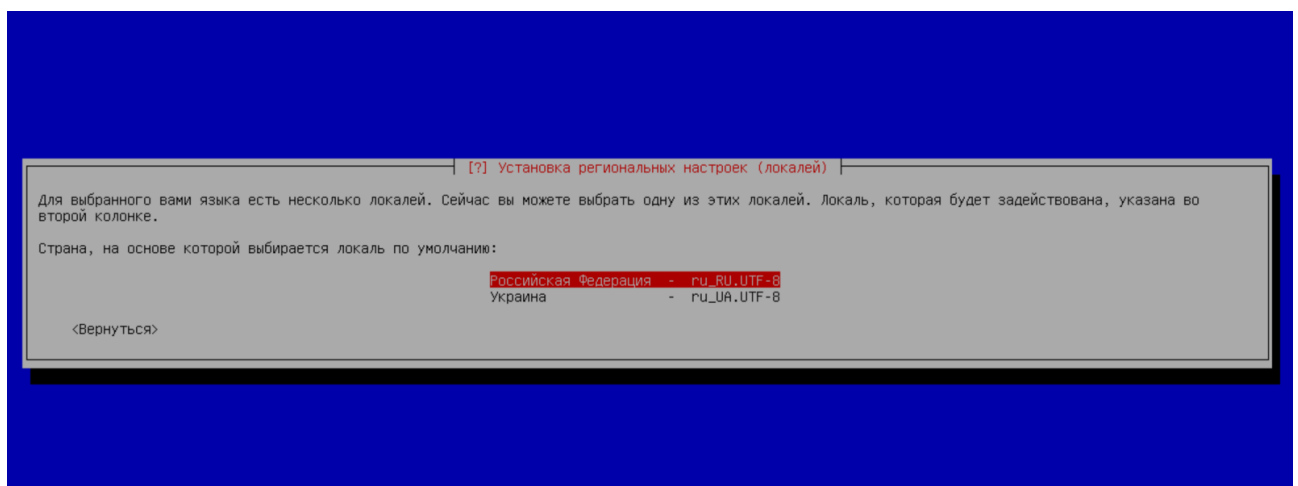 [?] Установка региональных настроек (локалей)
Для выбранного вами языка есть несколько локалей. Сейчас вы можете выбрать одну из этих локалей. Локаль, которая будет задействована, указана во
второй колонке.
Страна, на основе которой выбирается локаль по умолчанию:
Российская Федерация - ru_RU.UTF-8
Украина - ru_UA.UTF-8
<Вернуться>